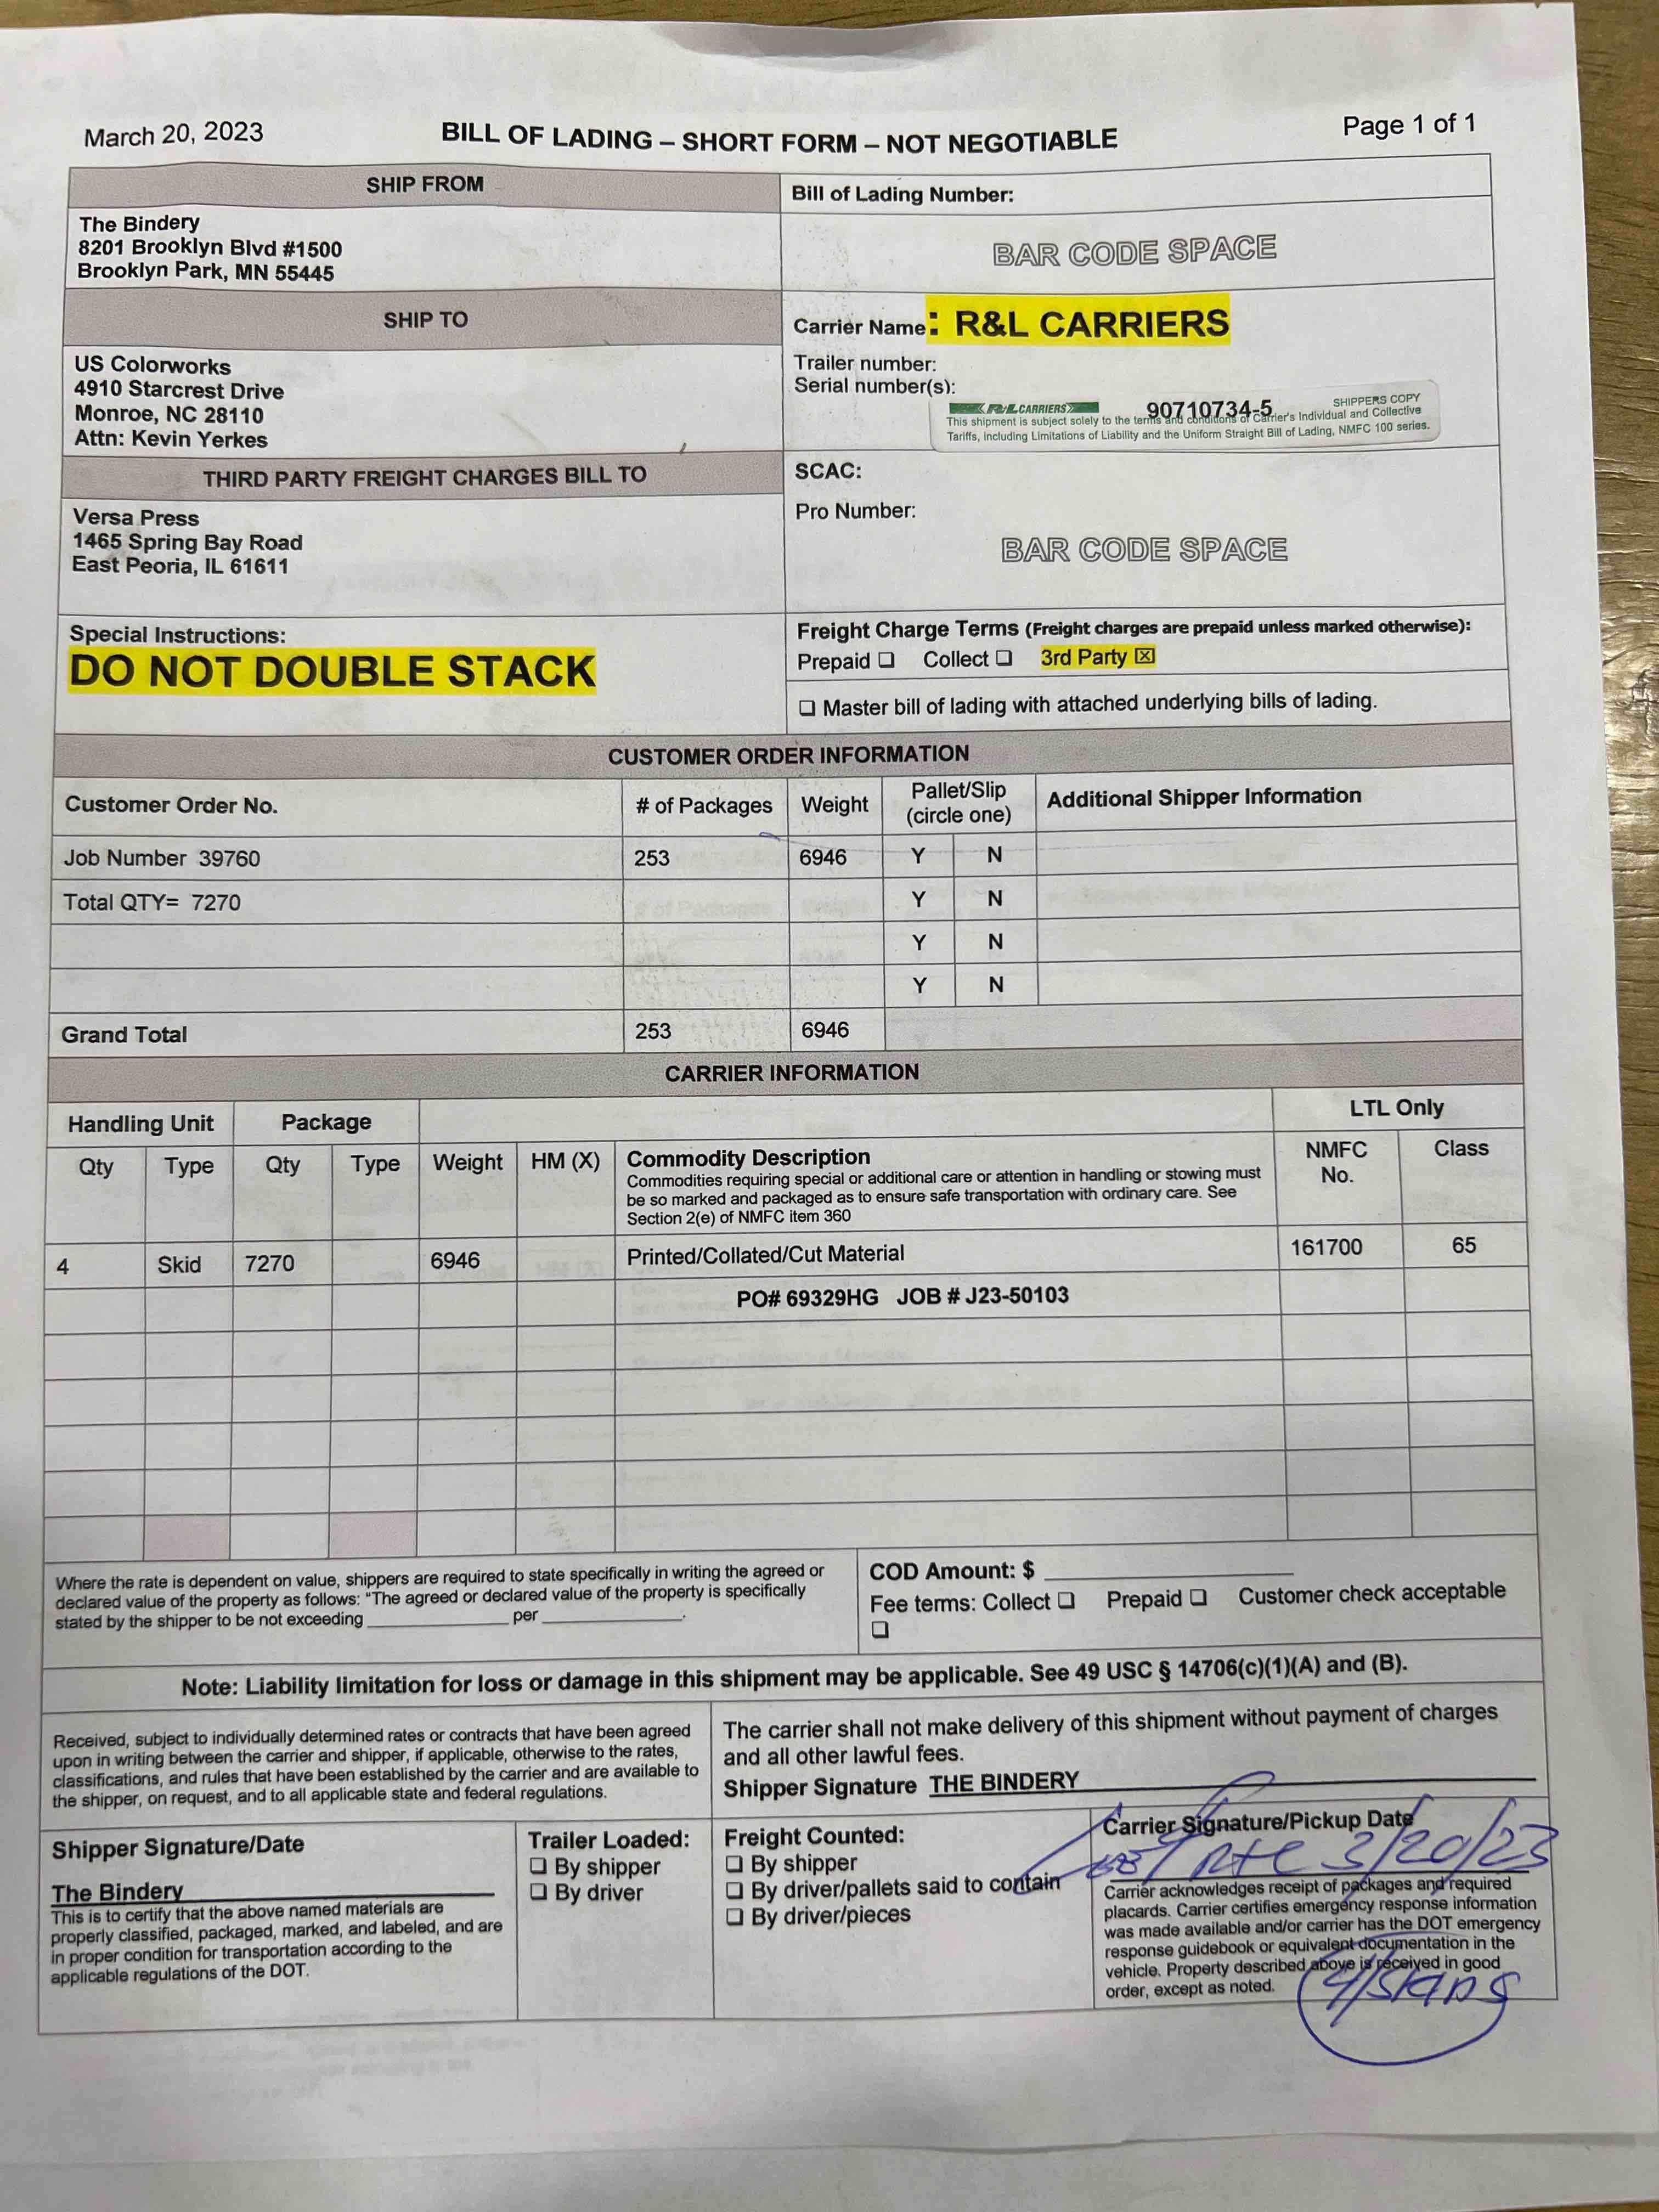 March 20, 2023
BILL OF LADING – SHORT FORM – NOT NEGOTIABLE
Page 1 of 1
SHIP FROM
The Bindery
8201 Brooklyn Blvd #1500
Brooklyn Park, MN 55445
Bill of Lading Number:
BAR CODE SPACE
SHIP TO
US Colorworks
4910 Starcrest Drive
Monroe, NC 28110
Attn: Kevin Yerkes
Carrier Name: R&L CARRIERS
Trailer number:
Serial number(s):
R/L CARRIERS 90710734-5 SHIPPERS COPY
This shipment is subject solely to the terms and conditions of Carrier's Individual and Collective
Tariffs, including Limitations of Liability and the Uniform Straight Bill of Lading, NMFC 100 series.
THIRD PARTY FREIGHT CHARGES BILL TO
Versa Press
1465 Spring Bay Road
East Peoria, IL 61611
SCAC:
Pro Number:
BAR CODE SPACE
Special Instructions:
DO NOT DOUBLE STACK
Freight Charge Terms (Freight charges are prepaid unless marked otherwise):
Prepaid ❑ Collect ❑ 3rd Party ☒
❑ Master bill of lading with attached underlying bills of lading.
CUSTOMER ORDER INFORMATION
Customer Order No. # of Packages Weight Pallet/Slip (circle one) Additional Shipper Information
Job Number 39760 253 6946 Y N
Total QTY= 7270 Y N
Y N
Y N
Grand Total 253 6946
CARRIER INFORMATION
Handling Unit Package LTL Only
Qty Type Qty Type Weight HM (X) Commodity Description NMFC No. Class
Commodities requiring special or additional care or attention in handling or stowing must
be so marked and packaged as to ensure safe transportation with ordinary care. See
Section 2(e) of NMFC item 360
4 Skid 7270 6946 Printed/Collated/Cut Material 161700 65
PO# 69329HG JOB # J23-50103
Where the rate is dependent on value, shippers are required to state specifically in writing the agreed or
declared value of the property as follows: “The agreed or declared value of the property is specifically
stated by the shipper to be not exceeding ________ per ________.
COD Amount: $ ________
Fee terms: Collect ❑ Prepaid ❑ Customer check acceptable
❑
Note: Liability limitation for loss or damage in this shipment may be applicable. See 49 USC § 14706(c)(1)(A) and (B).
Received, subject to individually determined rates or contracts that have been agreed
upon in writing between the carrier and shipper, if applicable, otherwise to the rates,
classifications, and rules that have been established by the carrier and are available to
the shipper, on request, and to all applicable state and federal regulations.
The carrier shall not make delivery of this shipment without payment of charges
and all other lawful fees.
Shipper Signature THE BINDERY
Shipper Signature/Date
The Bindery
This is to certify that the above named materials are
properly classified, packaged, marked, and labeled, and are
in proper condition for transportation according to the
applicable regulations of the DOT.
Trailer Loaded:
❑ By shipper
❑ By driver
Freight Counted:
❑ By shipper
❑ By driver/pallets said to contain
❑ By driver/pieces
Carrier Signature/Pickup Date
3/20/23
Carrier acknowledges receipt of packages and required
placards. Carrier certifies emergency response information
was made available and/or carrier has the DOT emergency
response guidebook or equivalent documentation in the
vehicle. Property described above is received in good
order, except as noted.
4/skids